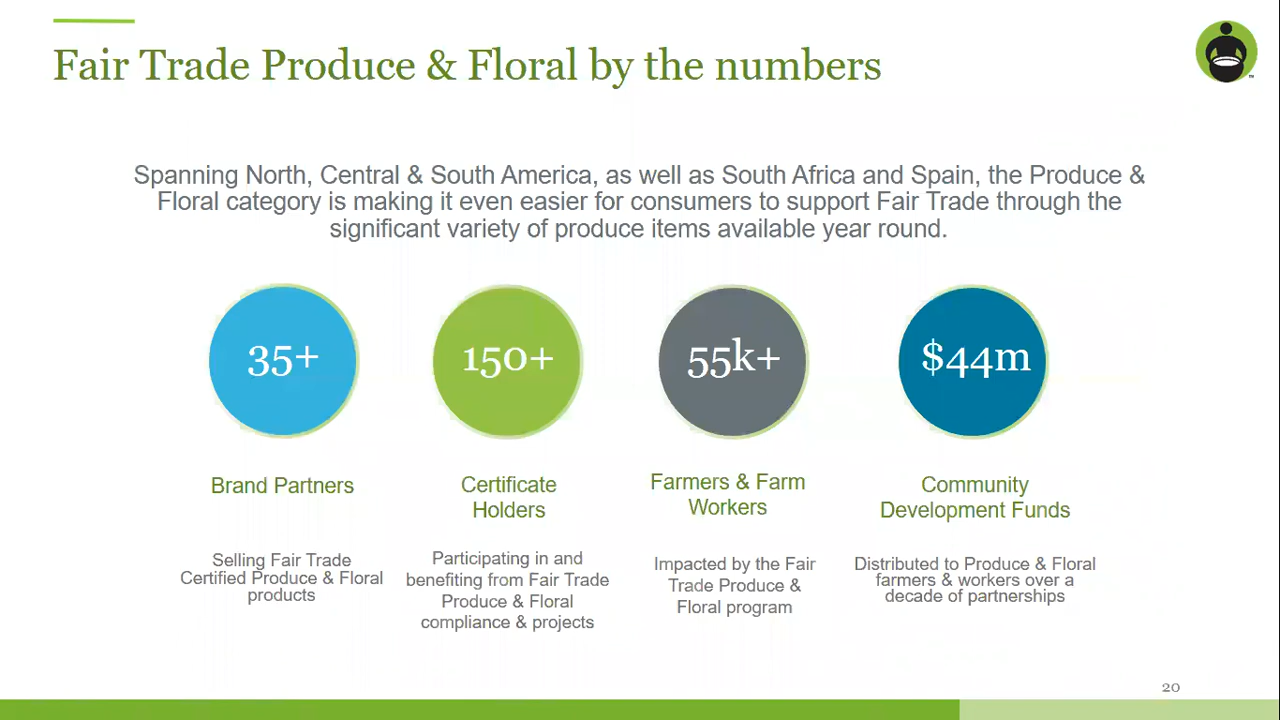 Fair Trade Produce & Floral by the numbers
Spanning North, Central & South America, as well as South Africa and Spain, the Produce &
Floral category is making it even easier for consumers to support Fair Trade through the
significant variety of produce items available year round.
35+
150+
55k+
$44m
Brand Partners
Certificate
Holders
Farmers & Farm
Workers
Community
Development Funds
Selling Fair Trade
Certified Produce & Floral
products
Participating in and
benefiting from Fair Trade
Produce & Floral
compliance & projects
Impacted by the Fair
Trade Produce &
Floral program
Distributed to Produce & Floral
farmers & workers over a
decade of partnerships
20